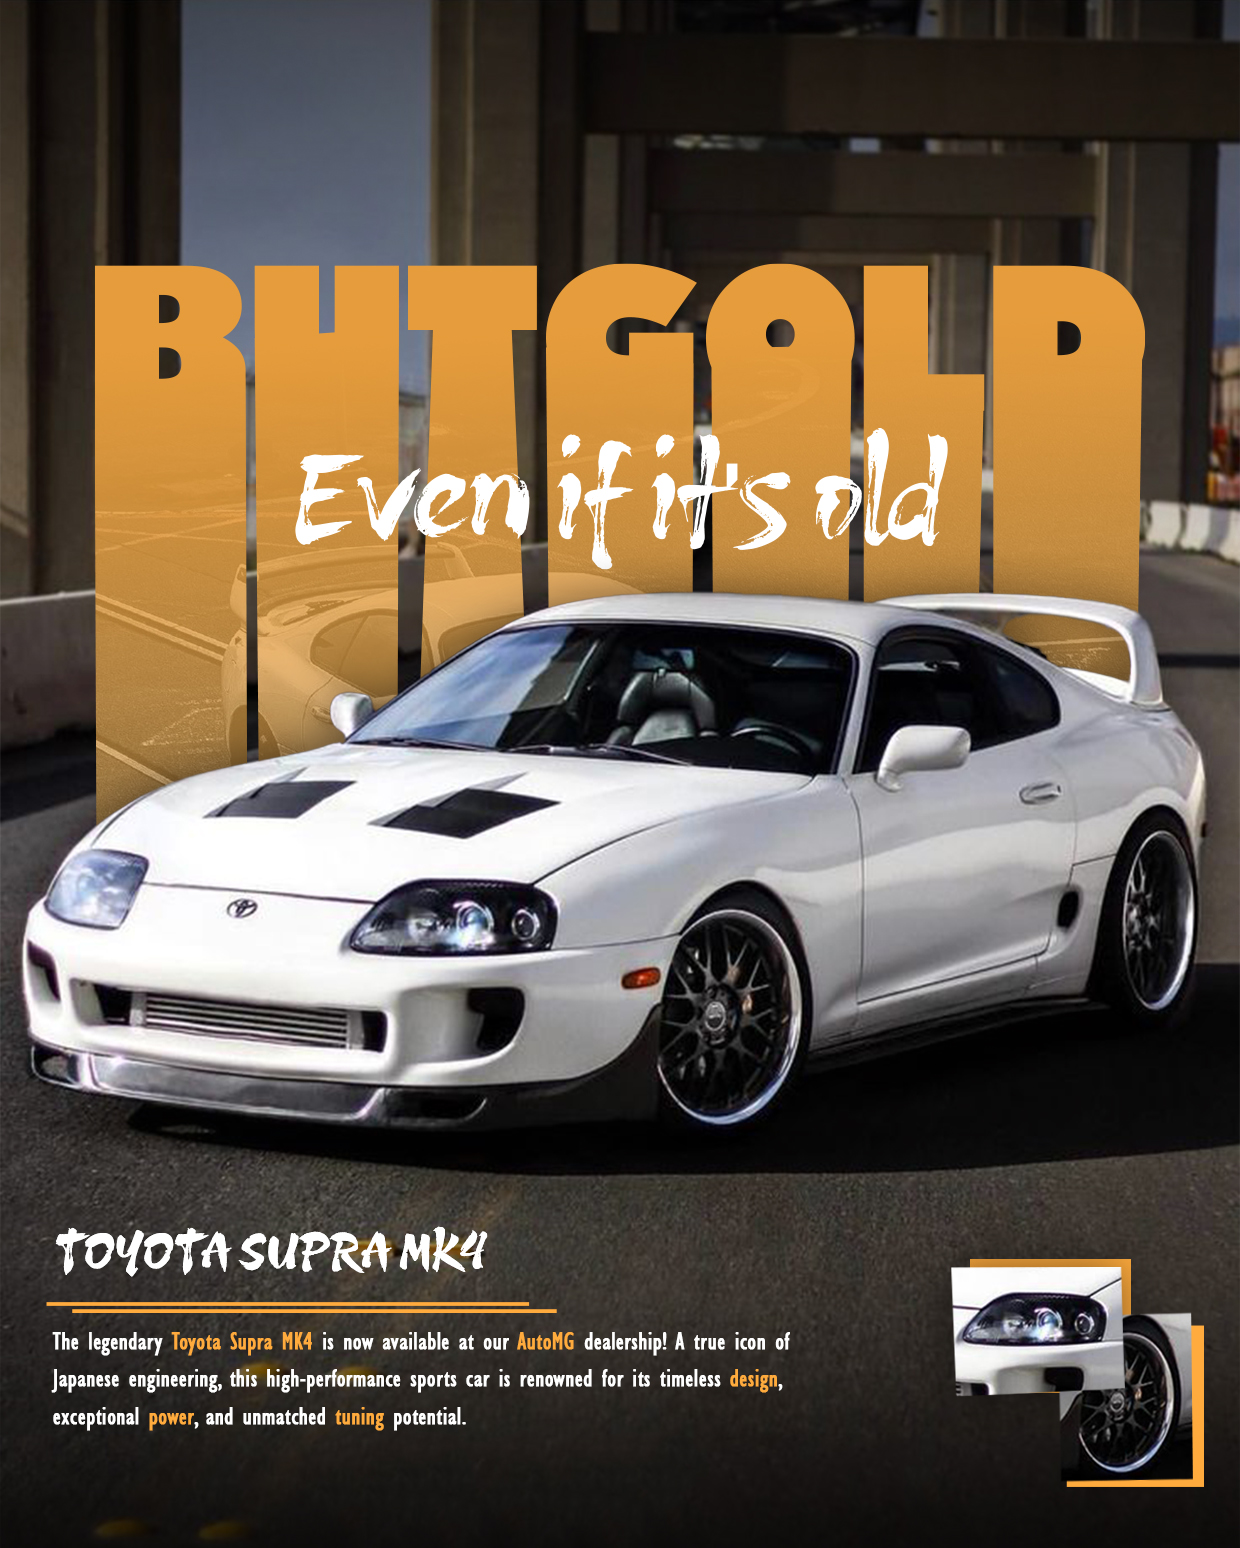 BUTGOLD
Even if it's old
TOYOTA SUPRA MK4
The legendary Toyota Supra MK4 is now available at our AutoMG dealership! A true icon of
Japanese engineering, this high-performance sports car is renowned for its timeless design,
exceptional power, and unmatched tuning potential.